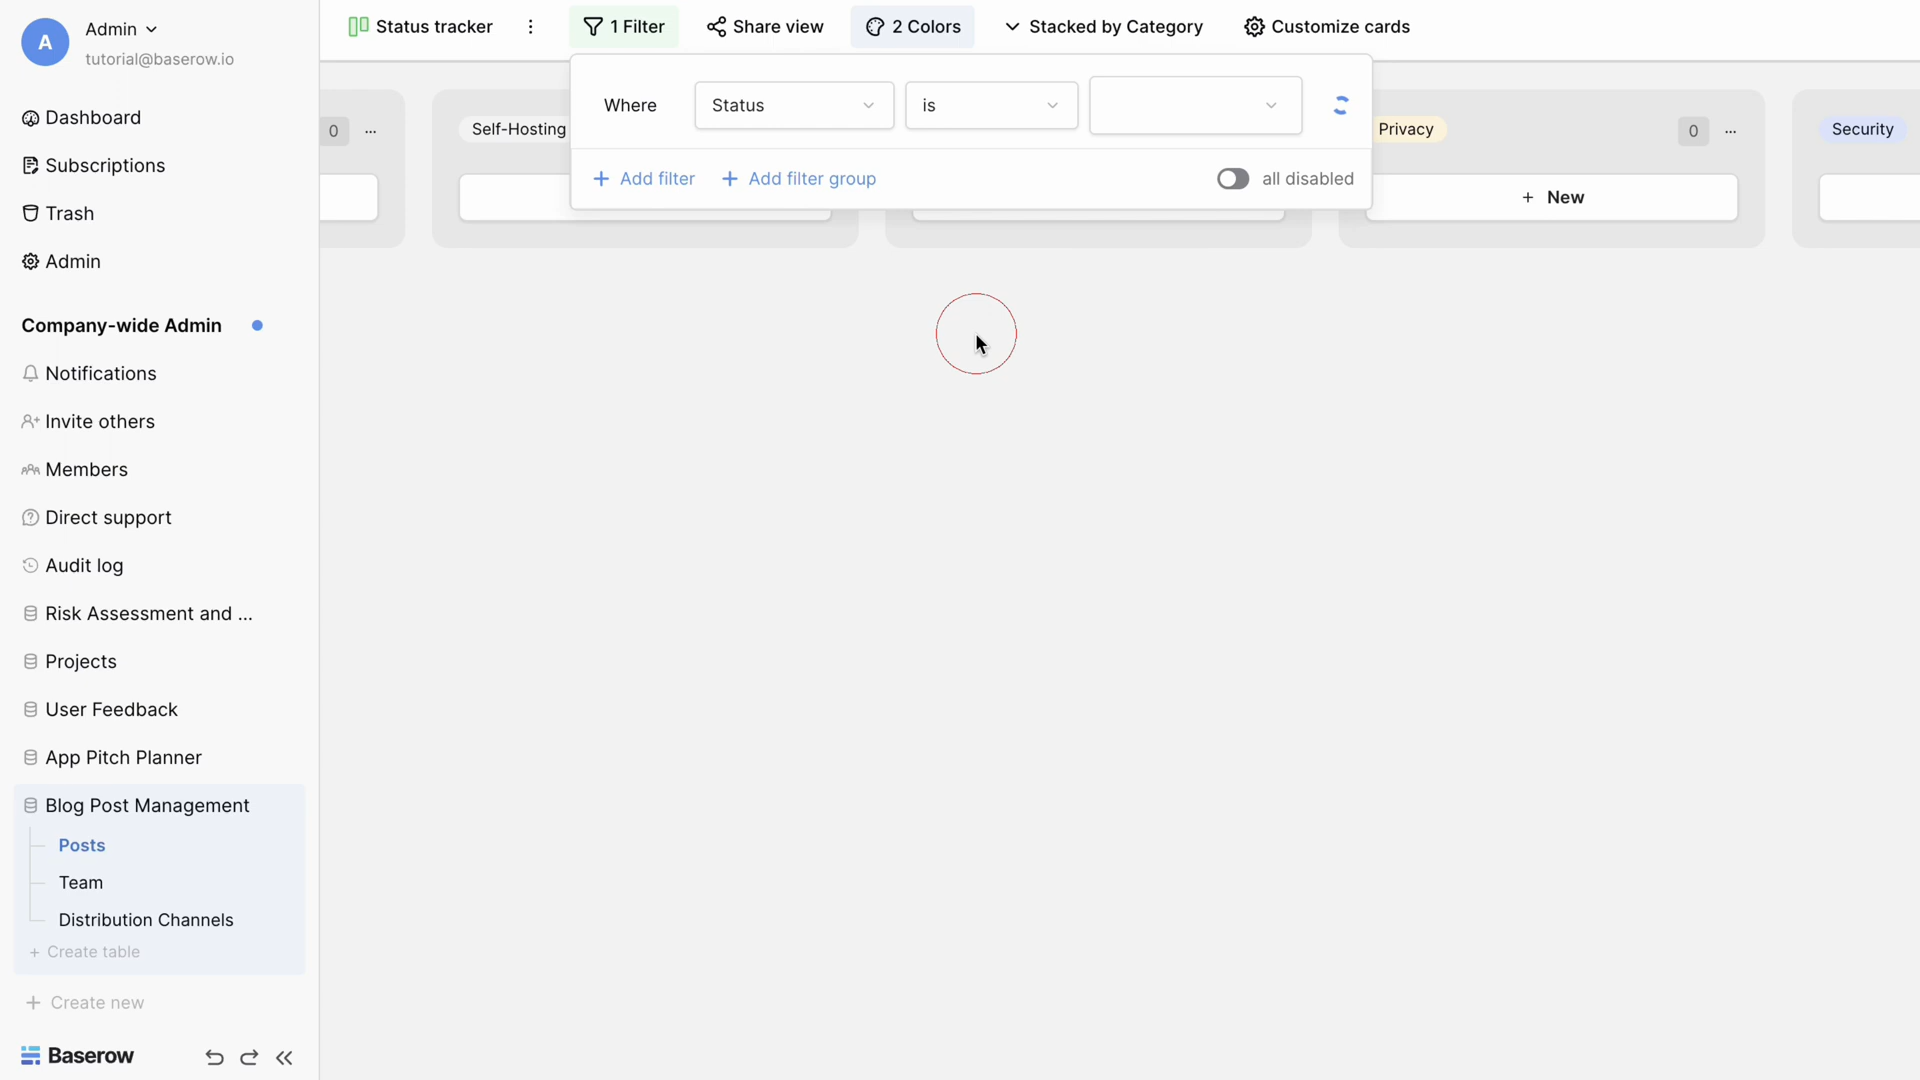 A
Admin
tutorial@baserow.io
Dashboard
Subscriptions
Trash
Admin
Company-wide Admin
Notifications
Invite others
Members
Direct support
Audit log
Risk Assessment and ...
Projects
User Feedback
App Pitch Planner
Blog Post Management
Posts
Team
Distribution Channels
+ Create table
+ Create new
Baserow
Status tracker
1 Filter
Share view
2 Colors
Stacked by Category
Customize cards
Where Status is
+ Add filter + Add filter group all disabled
0 ...
Self-Hosting
Privacy 0 ...
+ New
Security